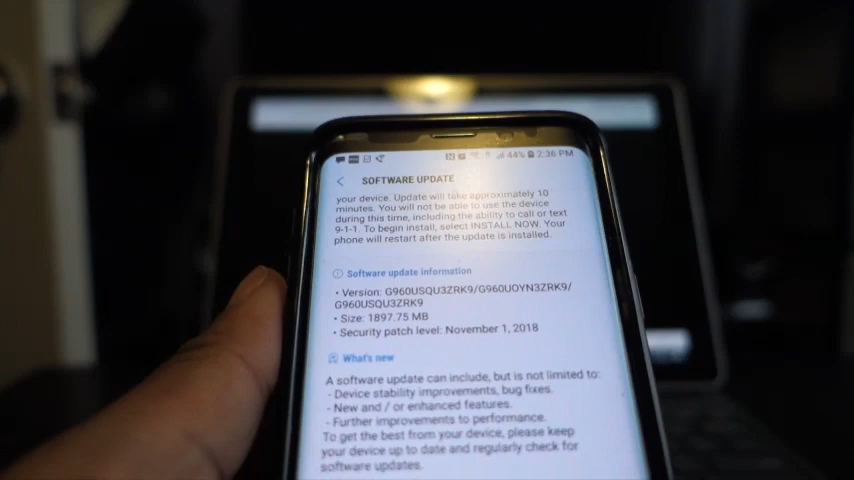 44% 2:36 PM
SOFTWARE UPDATE
your device. Update will take approximately 10
minutes. You will not be able to use the device
during this time, including the ability to call or text
9-1-1. To begin install, select INSTALL NOW. Your
phone will restart after the update is installed.
Software update information
• Version: G960USQU3ZRK9/G960UOYN3ZRK9/
G960USQU3ZRK9
• Size: 1897.75 MB
• Security patch level: November 1, 2018
What's new
A software update can include, but is not limited to:
- Device stability improvements, bug fixes.
- New and / or enhanced features.
- Further improvements to performance.
To get the best from your device, please keep
your device up to date and regularly check for
software updates.